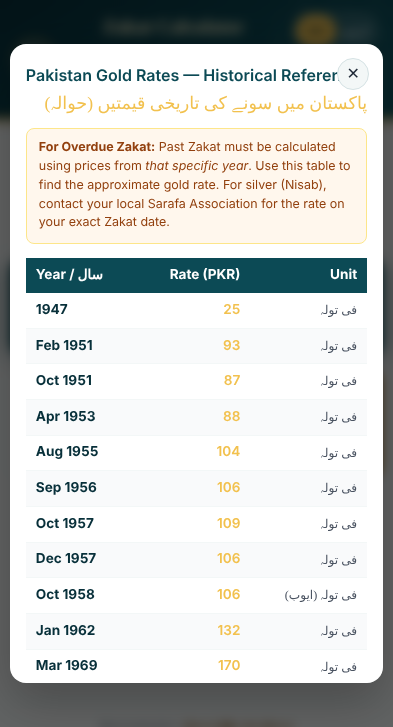 Pakistan Gold Rates — Historical Refere
✕
پاکستان میں سونے کی تاریخی قیمتیں (حوالہ)
For Overdue Zakat: Past Zakat must be calculated
using prices from that specific year. Use this table to
find the approximate gold rate. For silver (Nisab),
contact your local Sarafa Association for the rate on
your exact Zakat date.
Year / سال Rate (PKR) Unit
1947 25 فی تولہ
Feb 1951 93 فی تولہ
Oct 1951 87 فی تولہ
Apr 1953 88 فی تولہ
Aug 1955 104 فی تولہ
Sep 1956 106 فی تولہ
Oct 1957 109 فی تولہ
Dec 1957 106 فی تولہ
Oct 1958 106 فی تولہ (ایوب)
Jan 1962 132 فی تولہ
Mar 1969 170 فی تولہ